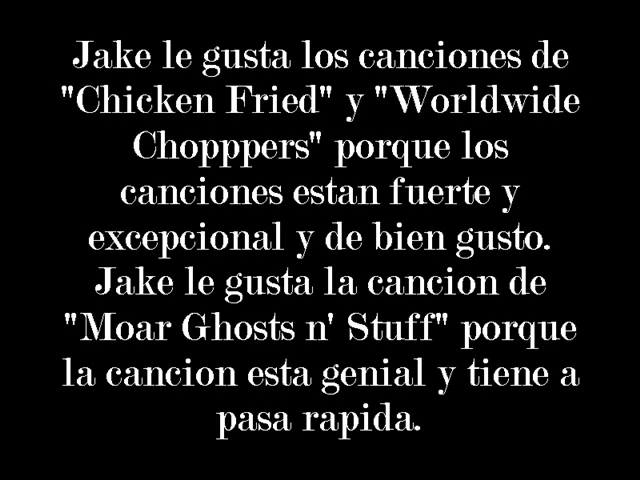 Jake le gusta los canciones de
"Chicken Fried" y "Worldwide
Chopppers" porque los
canciones estan fuerte y
excepcional y de bien gusto.
Jake le gusta la cancion de
"Moar Ghosts n' Stuff" porque
la cancion esta genial y tiene a
pasa rapida.